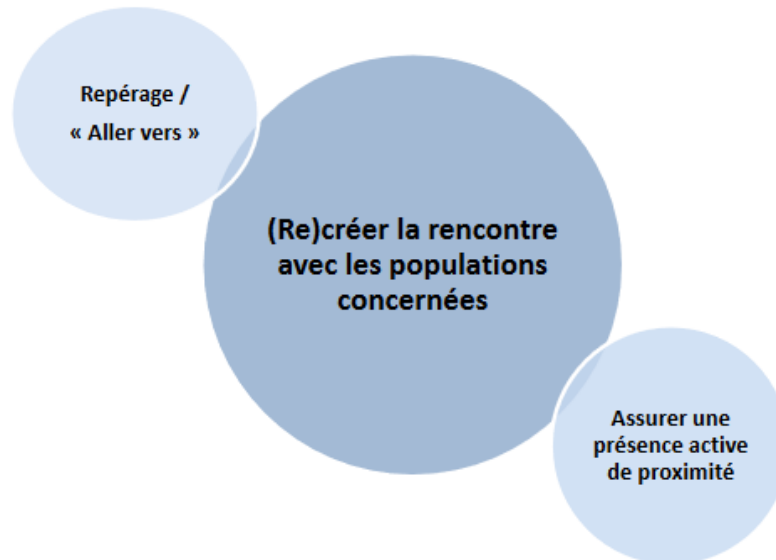 Repérage /
« Aller vers »
(Re)créer la rencontre
avec les populations
concernées
Assurer une
présence active
de proximité